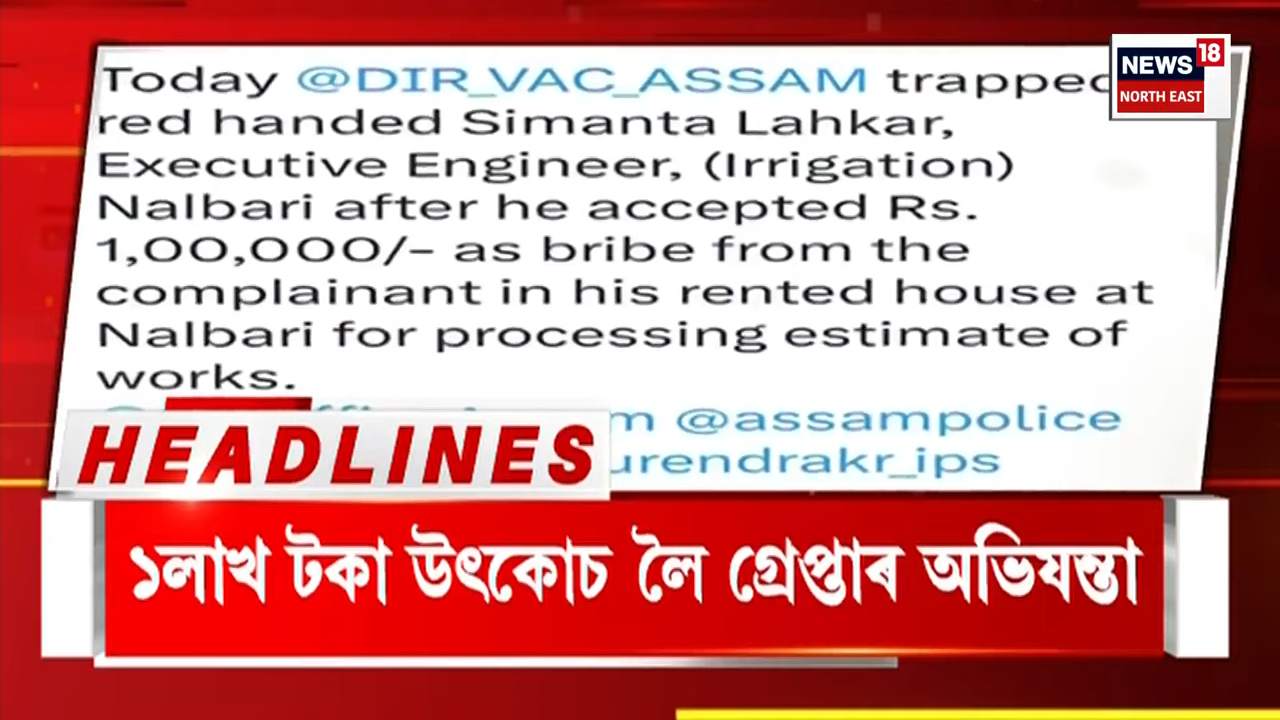 Today @DIR_VAC_ASSAM trapped
red handed Simanta Lahkar,
Executive Engineer, (Irrigation)
Nalbari after he accepted Rs.
1,00,000/- as bribe from the
complainant in his rented house at
Nalbari for processing estimate of
works.
@assampolice
NEWS 18
NORTH EAST
HEADLINES
১লাখ টকা উৎকোচ লৈ গ্ৰেপ্তাৰ অভিযন্তা